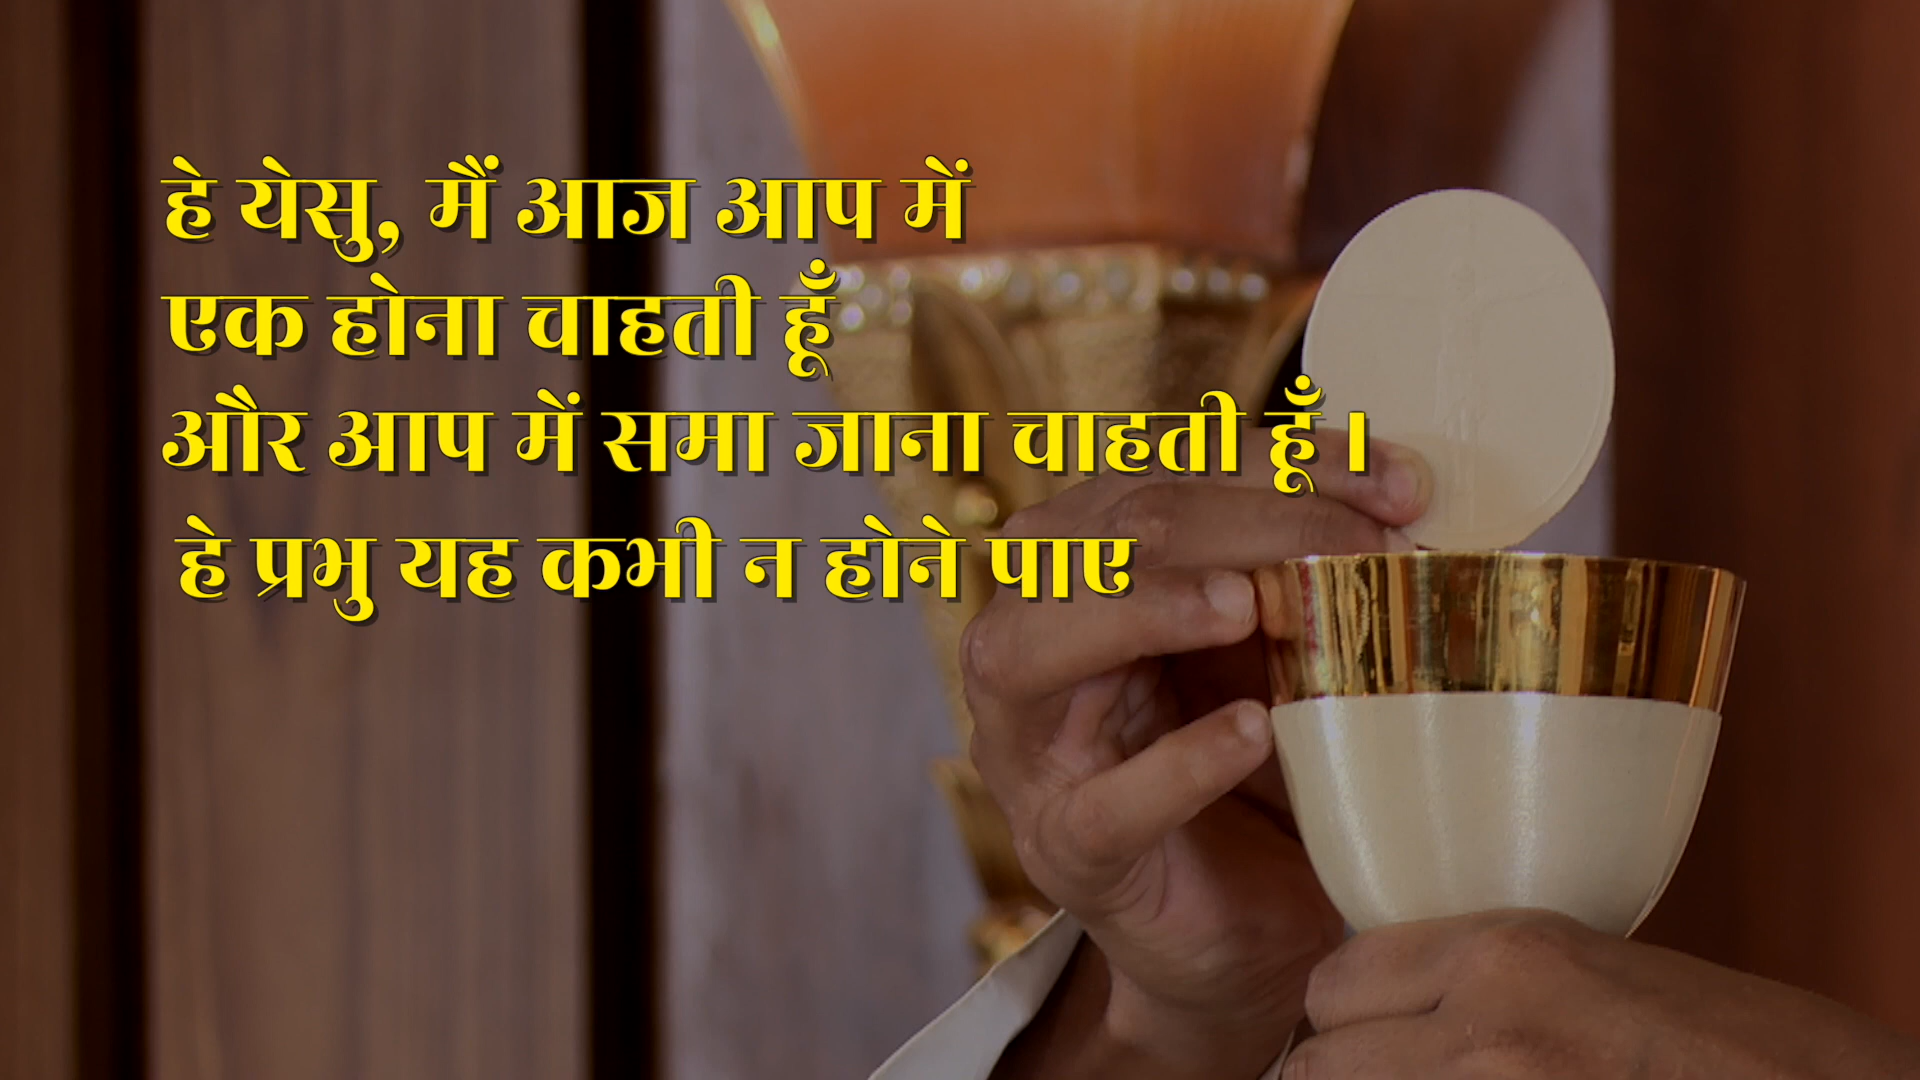 हे येसु, मैं आज आप में
एक होना चाहती हूँ
और आप में समा जाना चाहती हूँ।
हे प्रभु यह कभी न होने पाए